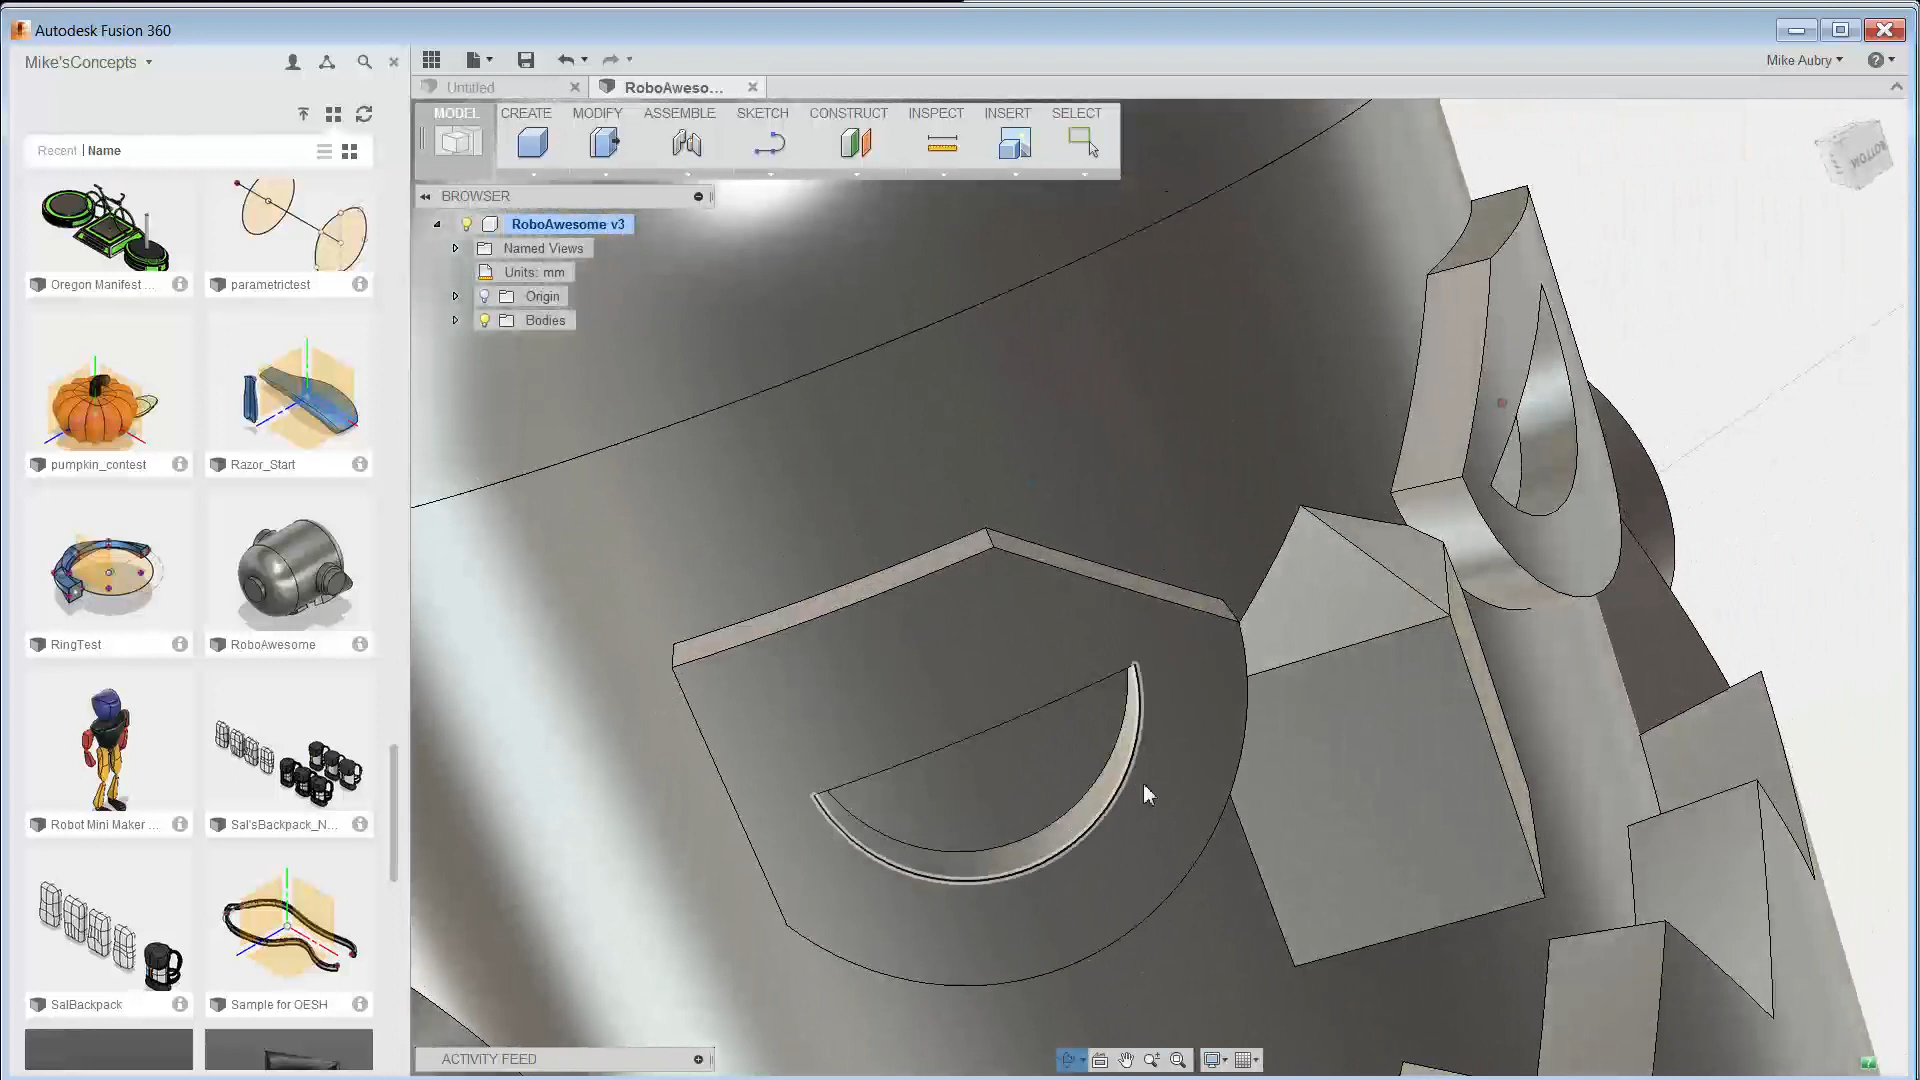 Autodesk Fusion 360
Mike'sConcepts
Mike Aubry
Untitled
RoboAweso...
MODEL
CREATE
MODIFY
ASSEMBLE
SKETCH
CONSTRUCT
INSPECT
INSERT
SELECT
Recent | Name
BROWSER
RoboAwesome v3
Named Views
Units: mm
Origin
Bodies
BOTTOM
Oregon Manifest ...
parametrictest
pumpkin_contest
Razor_Start
RingTest
RoboAwesome
Robot Mini Maker ...
Sal'sBackpack_N...
SalBackpack
Sample for OESH
ACTIVITY FEED